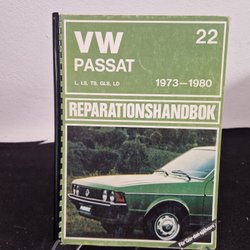 VW 22
PASSAT
L, LS, TS, GLS, LD 1973—1980
REPARATIONSHANDBOK